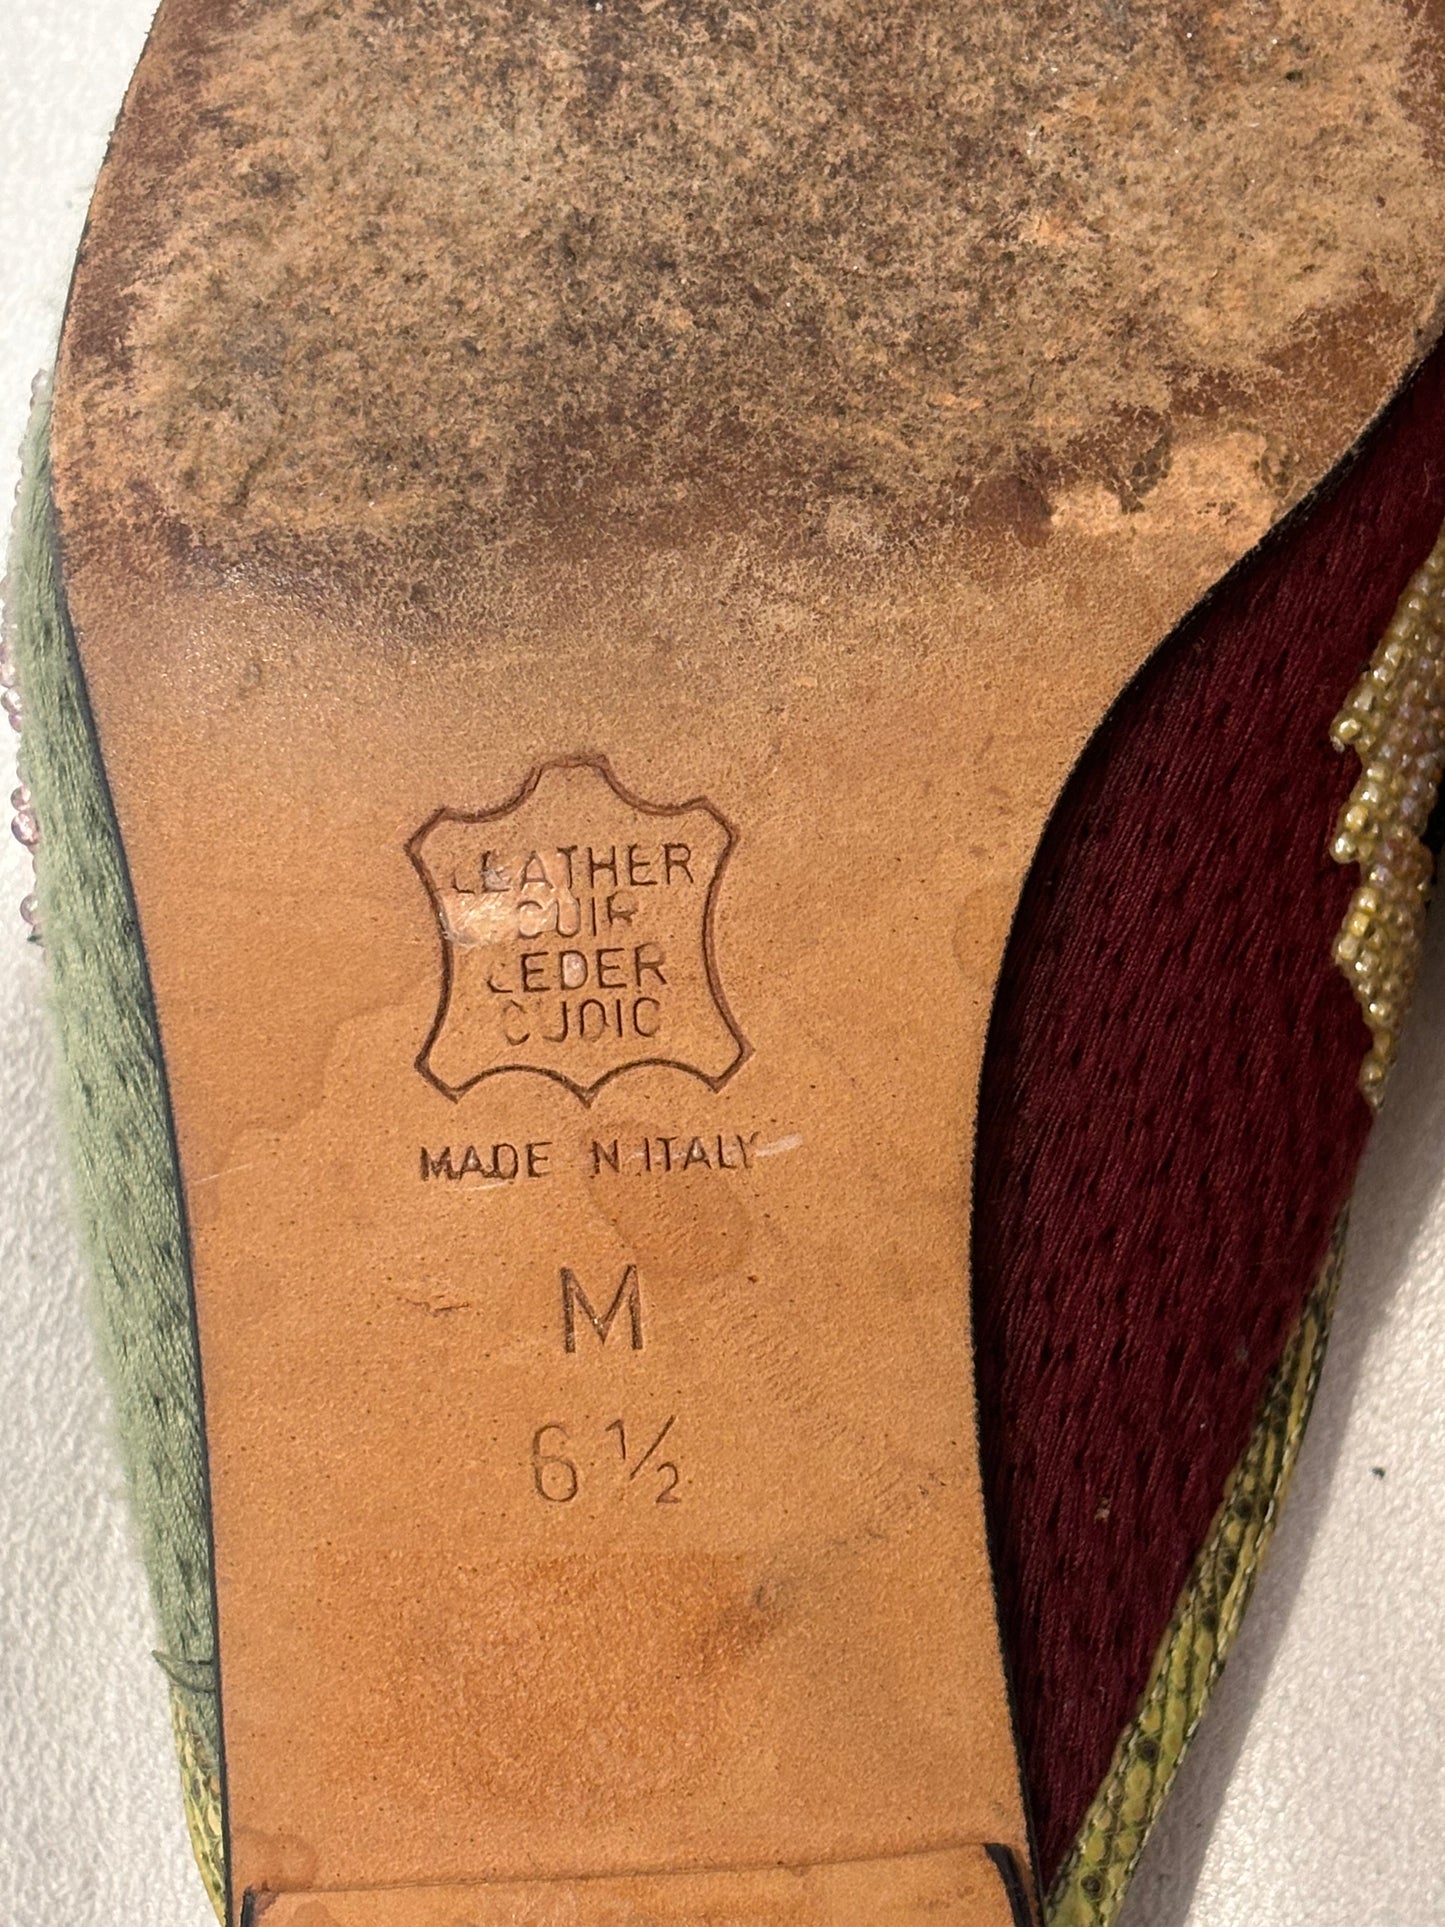 LEATHER
CUIR
LEDER
CUOIO
MADE IN ITALY
M
6 ½